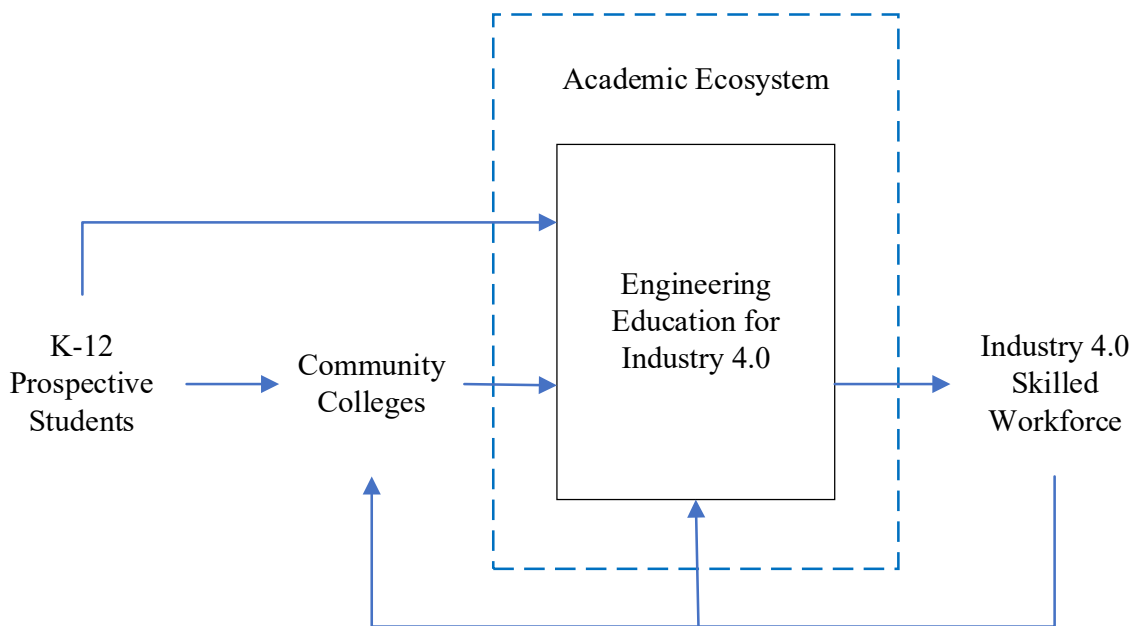 Academic Ecosystem
Engineering
Education for
Industry 4.0
K-12
Prospective
Students
Community
Colleges
Industry 4.0
Skilled
Workforce